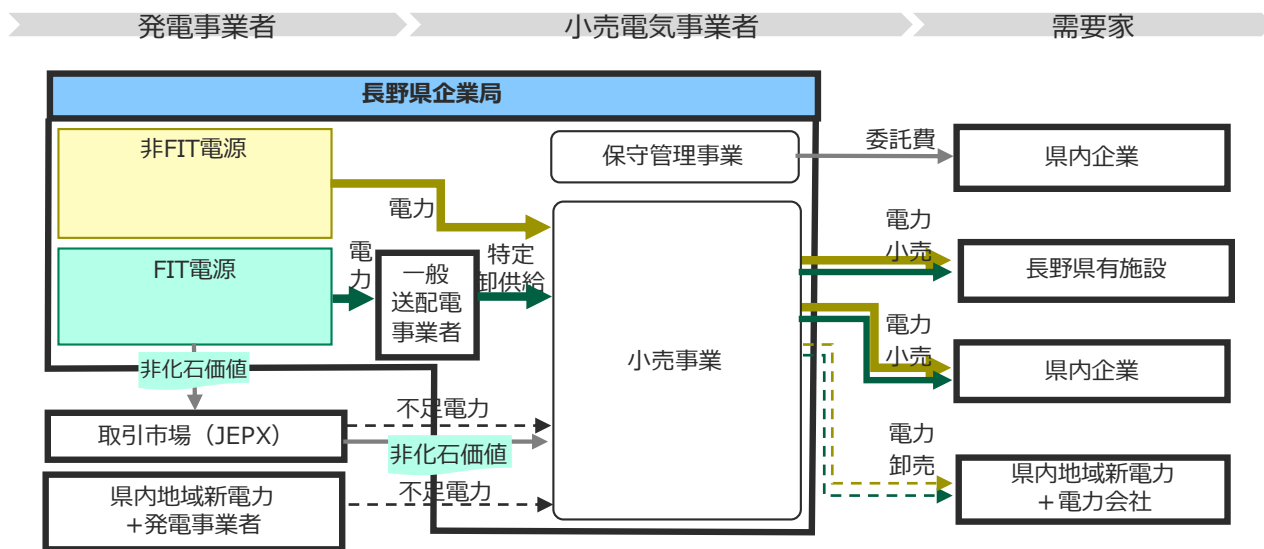 発電事業者
小売電気事業者
需要家
長野県企業局
非FIT電源
電力
FIT電源
電
力
一般
送配電
事業者
特定
卸供給
保守管理事業
小売事業
委託費
県内企業
電力
小売
長野県有施設
電力
小売
県内企業
電力
卸売
県内地域新電力
＋電力会社
非化石価値
取引市場（JEPX）
不足電力
非化石価値
県内地域新電力
+発電事業者
不足電力